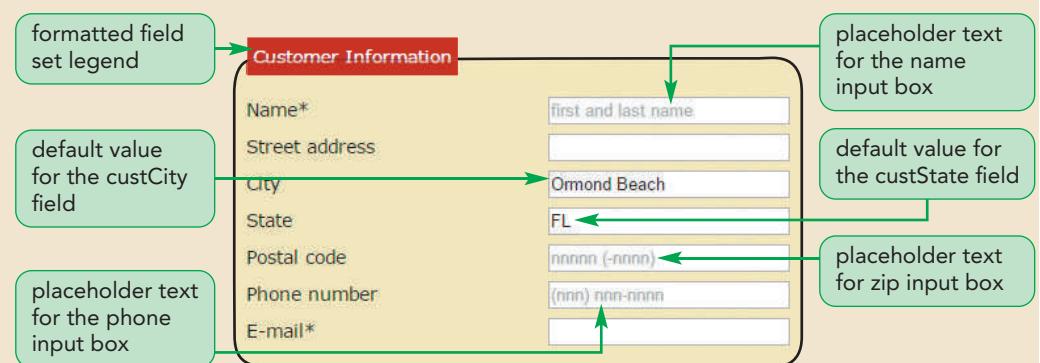 formatted field
set legend
Customer Information
placeholder text
for the name
input box
Name*
first and last name
Street address
default value
for the custCity
field
City
Ormond Beach
default value for
the custState field
State
FL
Postal code
nnnnn (-nnnn)
placeholder text
for zip input box
Phone number
(nnn) nnn-nnnn
placeholder text
for the phone
input box
E-mail*